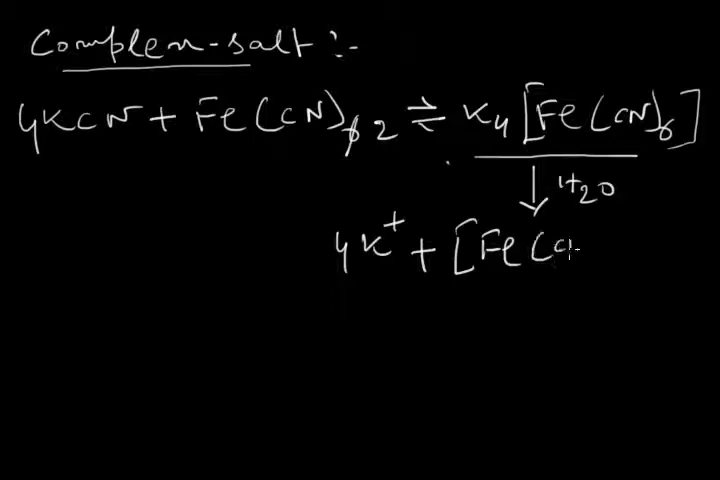 Complex-salt :-
4KCN + Fe(CN)2 ⇌ K4[Fe(CN)6]
↓ H2O
4K+ + [Fe(C